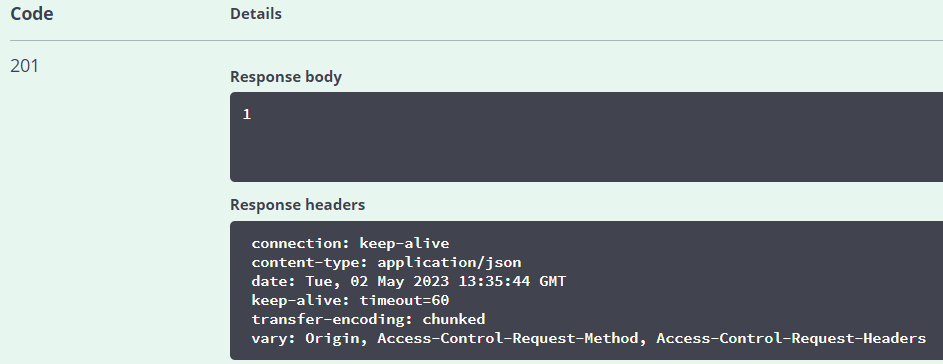 Code Details
201
Response body
1
Response headers
connection: keep-alive
content-type: application/json
date: Tue, 02 May 2023 13:35:44 GMT
keep-alive: timeout=60
transfer-encoding: chunked
vary: Origin, Access-Control-Request-Method, Access-Control-Request-Headers